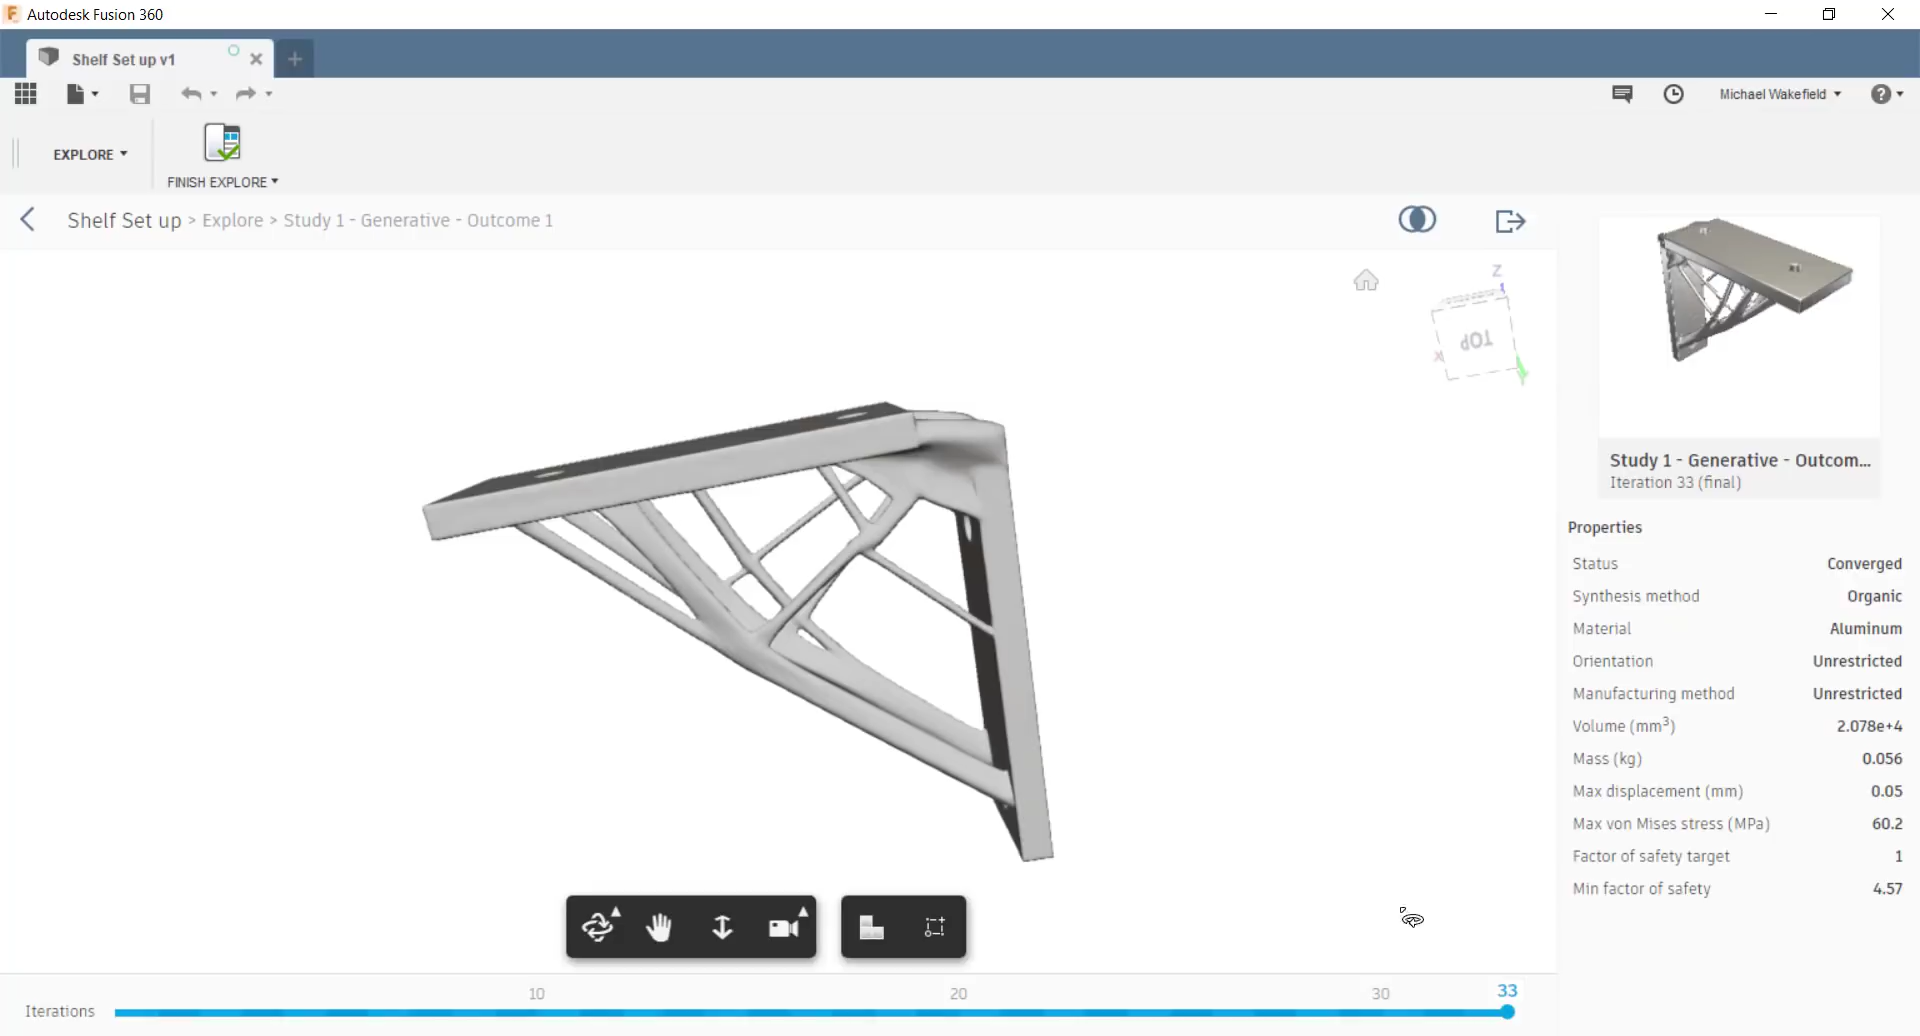 Autodesk Fusion 360
Shelf Set up v1
Michael Wakefield
EXPLORE
FINISH EXPLORE
Shelf Set up > Explore > Study 1 - Generative - Outcome 1
Z
TOP
X
Study 1 - Generative - Outcom...
Iteration 33 (final)
Properties
Status Converged
Synthesis method Organic
Material Aluminum
Orientation Unrestricted
Manufacturing method Unrestricted
Volume (mm³) 2.078e+4
Mass (kg) 0.056
Max displacement (mm) 0.05
Max von Mises stress (MPa) 60.2
Factor of safety target 1
Min factor of safety 4.57
10 20 30 33
Iterations